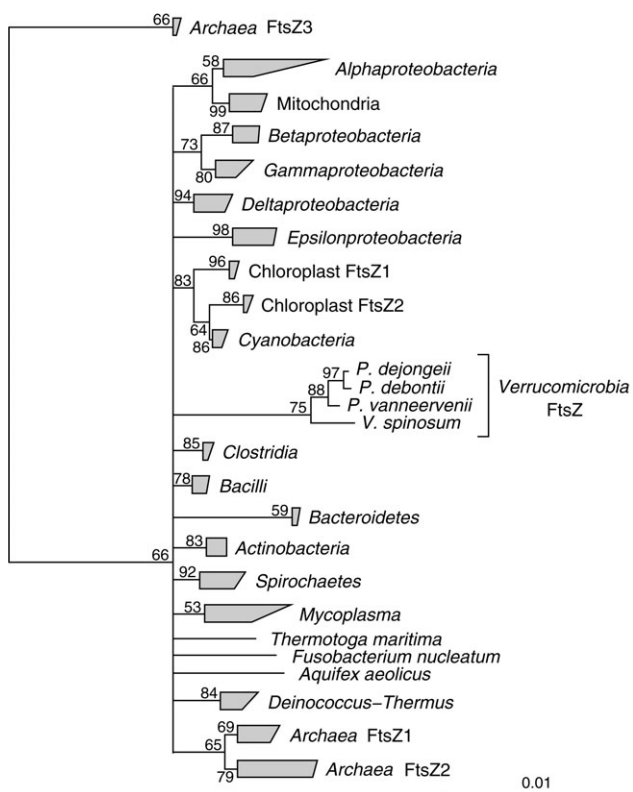 66 Archaea FtsZ3
58 Alphaproteobacteria
66
99 Mitochondria
87 Betaproteobacteria
73
80 Gammaproteobacteria
94 Deltaproteobacteria
98 Epsilonproteobacteria
96 Chloroplast FtsZ1
83
86 Chloroplast FtsZ2
64
86 Cyanobacteria
97 P. dejongeii
88 P. debontii
75 P. vanneervenii
V. spinosum
Verrucomicrobia
FtsZ
85 Clostridia
78 Bacilli
59 Bacteroidetes
83 Actinobacteria
66
92 Spirochaetes
53 Mycoplasma
Thermotoga maritima
Fusobacterium nucleatum
Aquifex aeolicus
84 Deinococcus–Thermus
69 Archaea FtsZ1
65
79 Archaea FtsZ2
0.01